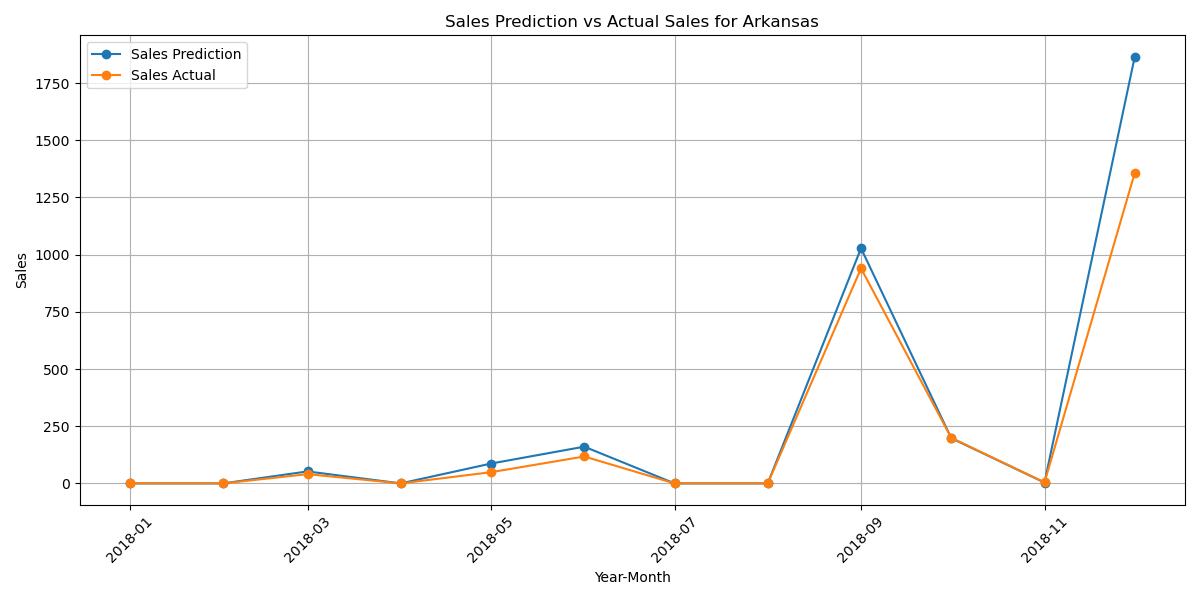 Sales Prediction vs Actual Sales for Arkansas
Sales Prediction
Sales Actual
1750
1500
1250
1000
750
500
250
0
Sales
2018-01
2018-03
2018-05
2018-07
2018-09
2018-11
Year-Month